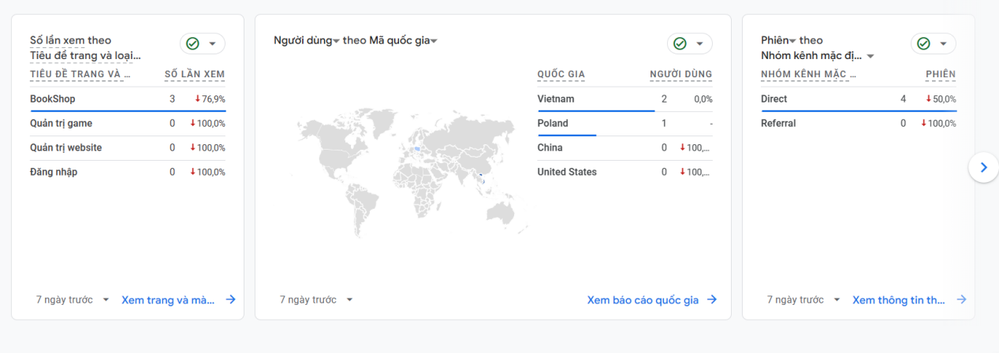 Số lần xem theo
Tiêu đề trang và loại...
TIÊU ĐỀ TRANG VÀ ... SỐ LẦN XEM
BookShop 3 ↓76,9%
Quản trị game 0 ↓100,0%
Quản trị website 0 ↓100,0%
Đăng nhập 0 ↓100,0%
7 ngày trước Xem trang và mà... →
Người dùng theo Mã quốc gia
QUỐC GIA NGƯỜI DÙNG
Vietnam 2 0,0%
Poland 1 -
China 0 ↓100,...
United States 0 ↓100,...
7 ngày trước Xem báo cáo quốc gia →
Phiên theo
Nhóm kênh mặc đị...
NHÓM KÊNH MẶC ... PHIÊN
Direct 4 ↓50,0%
Referral 0 ↓100,0%
7 ngày trước Xem thông tin th... →